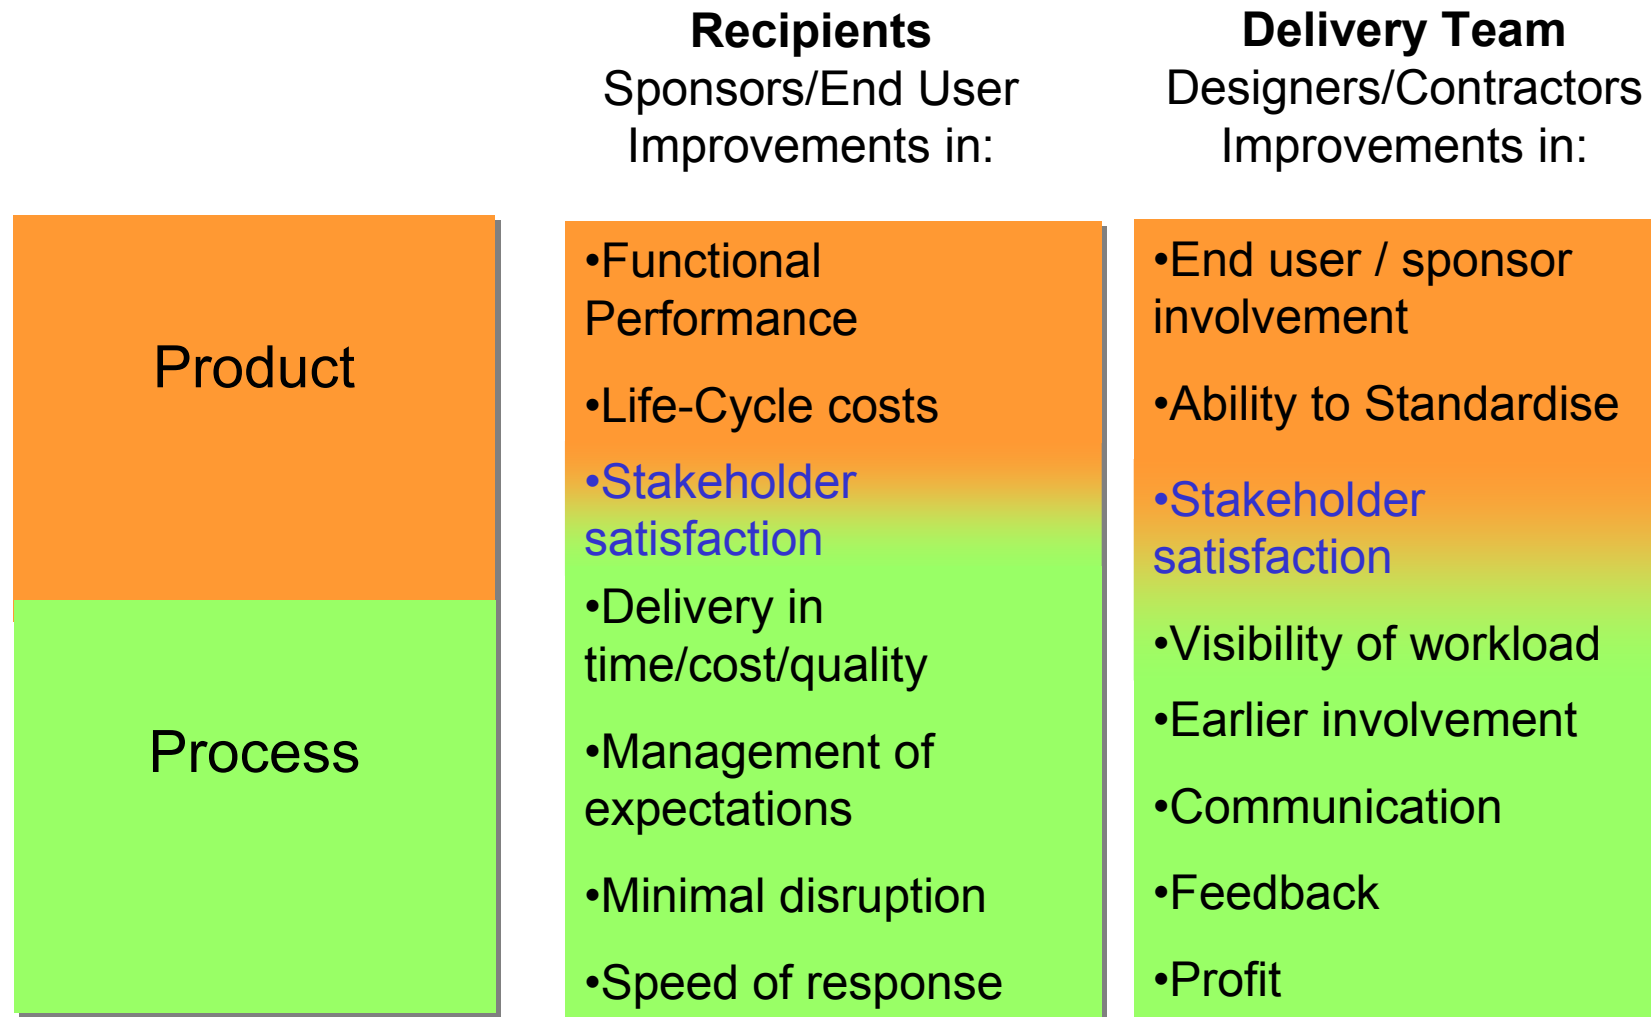 Recipients
Sponsors/End User
Improvements in:
Delivery Team
Designers/Contractors
Improvements in:
Product
Process
•Functional
Performance
•Life-Cycle costs
•Stakeholder
satisfaction
•Delivery in
time/cost/quality
•Management of
expectations
•Minimal disruption
•Speed of response
•End user / sponsor
involvement
•Ability to Standardise
•Stakeholder
satisfaction
•Visibility of workload
•Earlier involvement
•Communication
•Feedback
•Profit